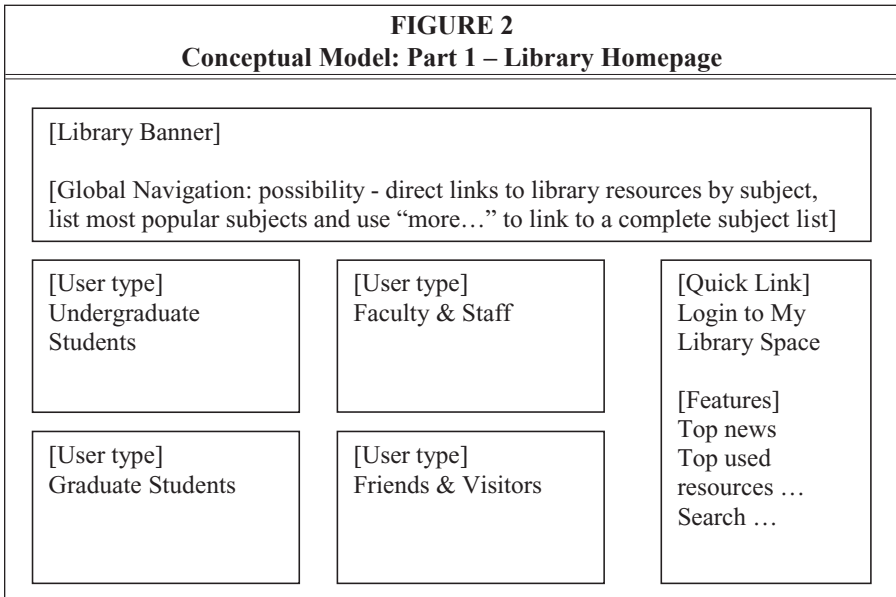 FIGURE 2
Conceptual Model: Part 1 – Library Homepage
[Library Banner]
[Global Navigation: possibility - direct links to library resources by subject,
list most popular subjects and use “more…” to link to a complete subject list]
[User type]
Undergraduate
Students
[User type]
Faculty & Staff
[User type]
Graduate Students
[User type]
Friends & Visitors
[Quick Link]
Login to My
Library Space
[Features]
Top news
Top used
resources …
Search …